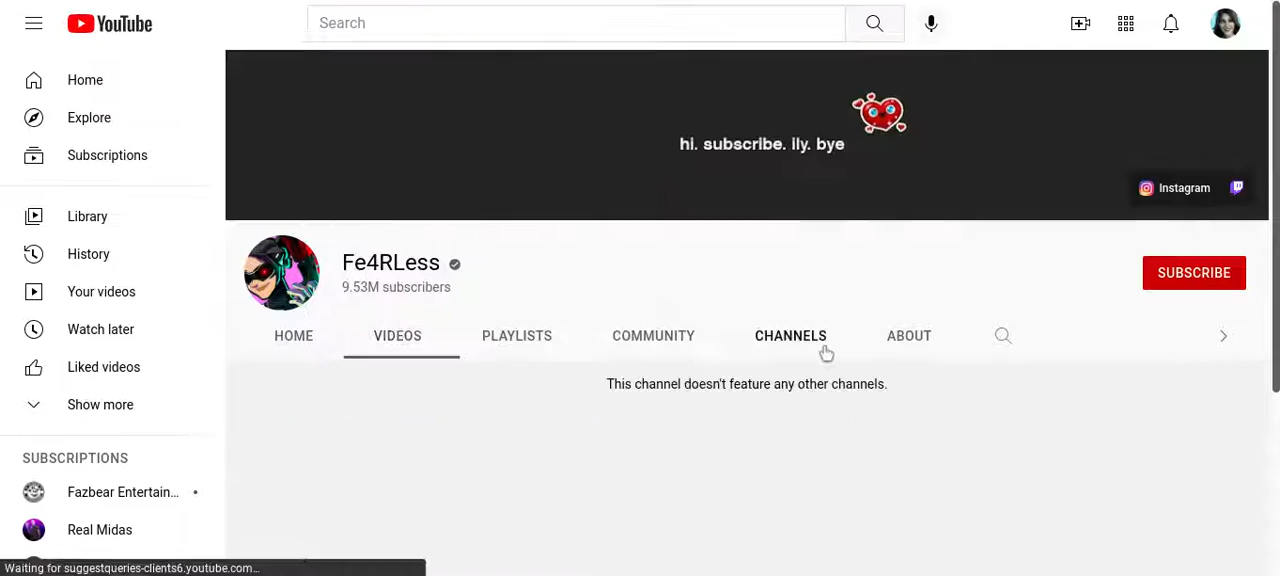 YouTube
Search
Home
Explore
Subscriptions
Library
History
Your videos
Watch later
Liked videos
Show more
SUBSCRIPTIONS
Fazbear Entertain...
Real Midas
hi. subscribe. ily. bye
Instagram
Fe4RLess
9.53M subscribers
SUBSCRIBE
HOME VIDEOS PLAYLISTS COMMUNITY CHANNELS ABOUT
This channel doesn't feature any other channels.
Waiting for suggestqueries-clients6.youtube.com...